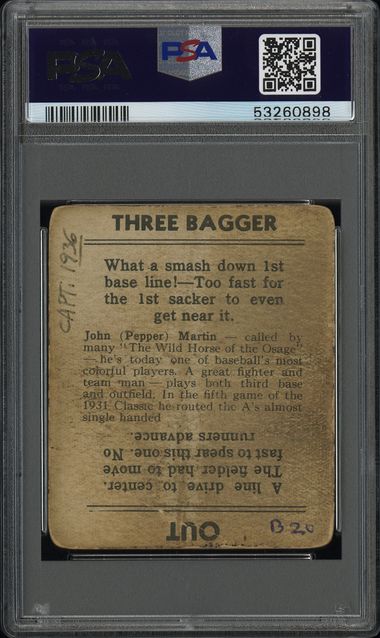 PSA
PSA
53260898
THREE BAGGER
CAPT. 1936
What a smash down 1st
base line!—Too fast for
the 1st sacker to even
get near it.
John (Pepper) Martin — called by
many "The Wild Horse of the Osage"
—he's today one of baseball's most
colorful players. A great fighter and
team man—plays both third base
and outfield. In the fifth game of the
1931 Classic he routed the A's almost
single handed
OUT
A line drive to center.
The fielder had to move
fast to spear this one. No
runners advance.
B20